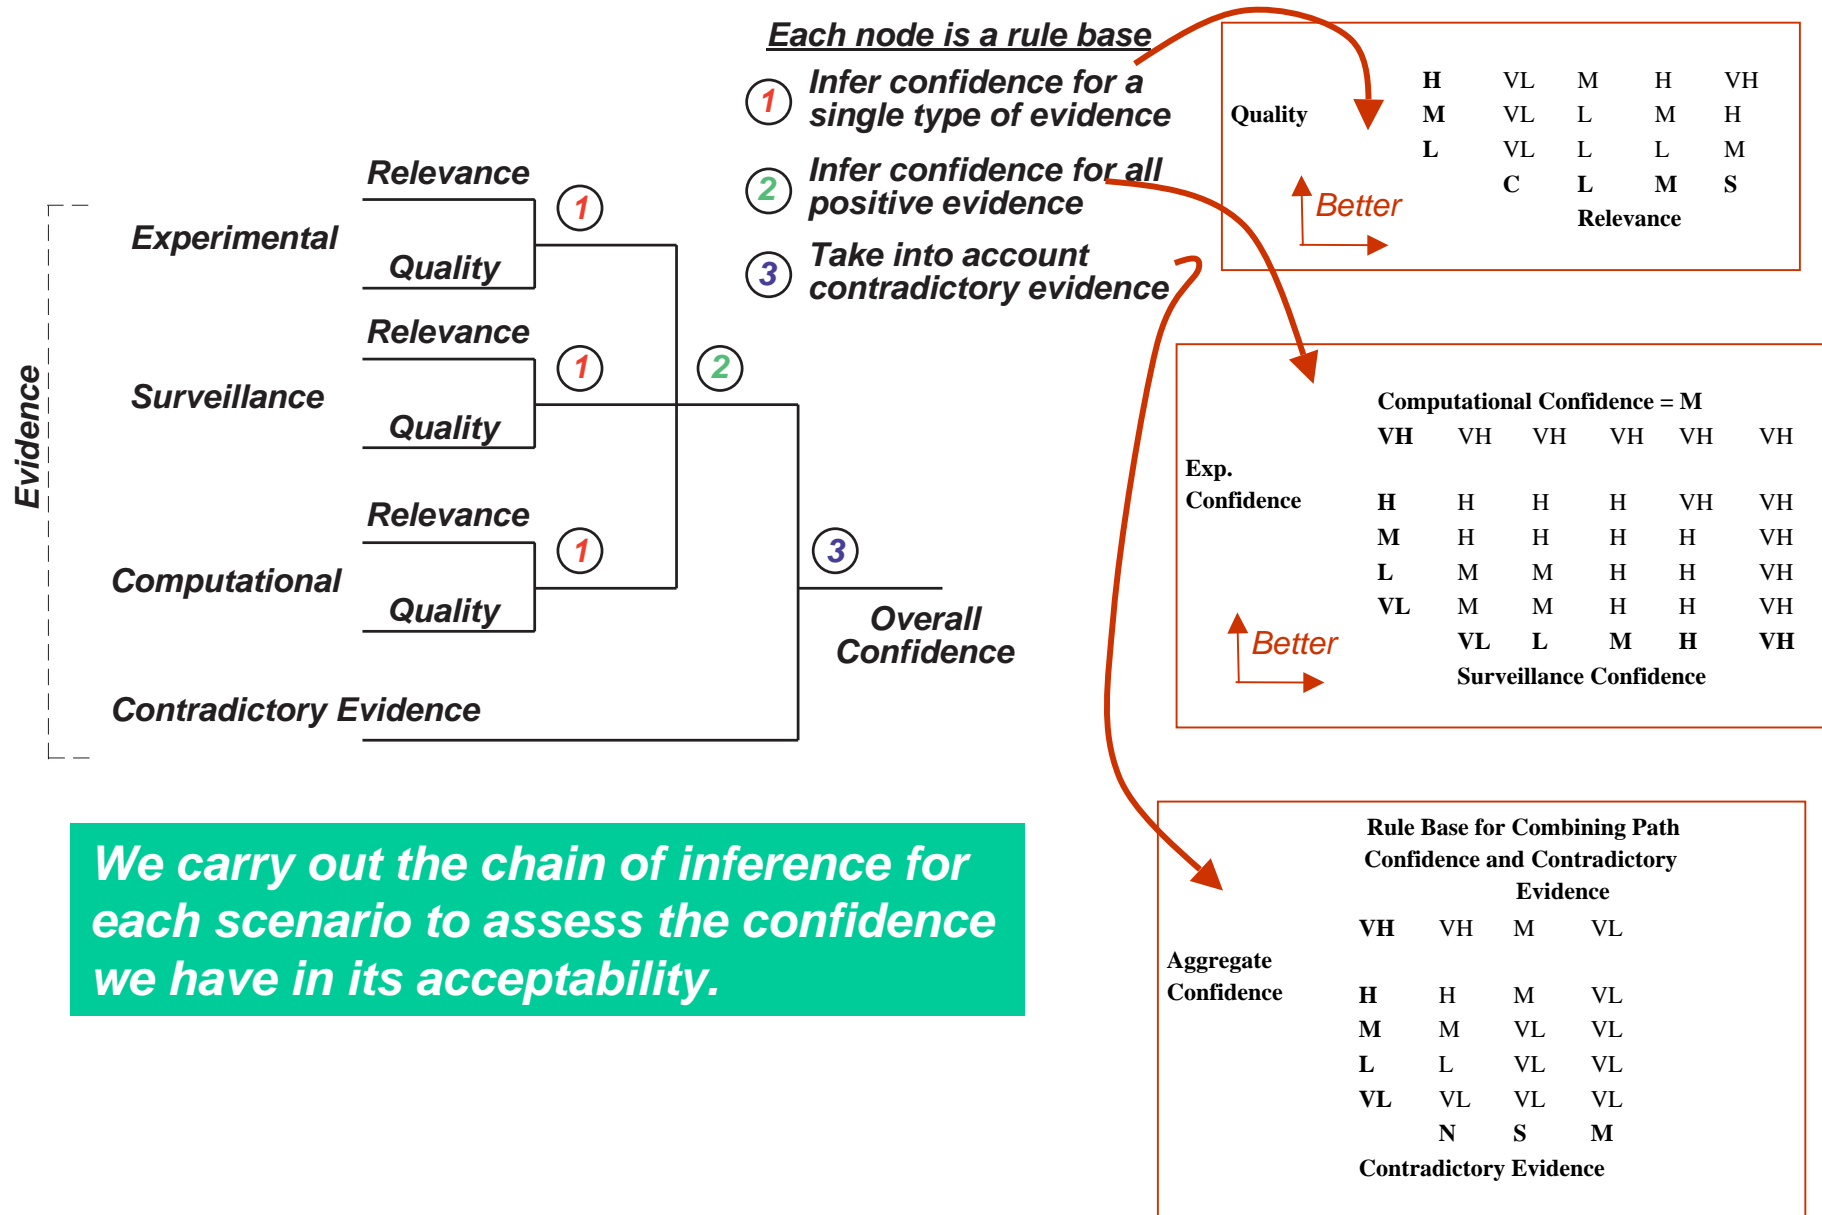 Each node is a rule base
1 Infer confidence for a
single type of evidence
2 Infer confidence for all
positive evidence
3 Take into account
contradictory evidence
Evidence
Relevance
Experimental
1
Quality
Relevance
Surveillance
1
2
Quality
Relevance
Computational
1
3
Quality
Overall
Confidence
Contradictory Evidence
We carry out the chain of inference for
each scenario to assess the confidence
we have in its acceptability.
H VL M H VH
Quality M VL L M H
L VL L L M
C L M S
Better
Relevance
Computational Confidence = M
VH VH VH VH VH VH
Exp.
Confidence H H H H VH VH
M H H H H VH
L M M H H VH
VL M M H H VH
Better VL L M H VH
Surveillance Confidence
Rule Base for Combining Path
Confidence and Contradictory
Evidence
VH VH M VL
Aggregate
Confidence H H M VL
M M VL VL
L L VL VL
VL VL VL VL
N S M
Contradictory Evidence